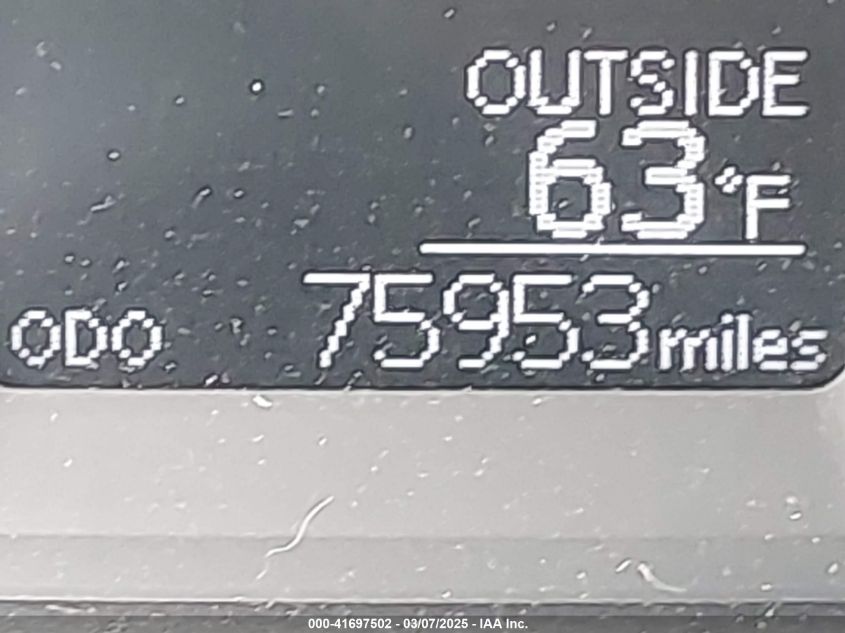 OUTSIDE
63°F
ODO 75953 miles
000-41697502 - 03/07/2025 - IAA Inc.